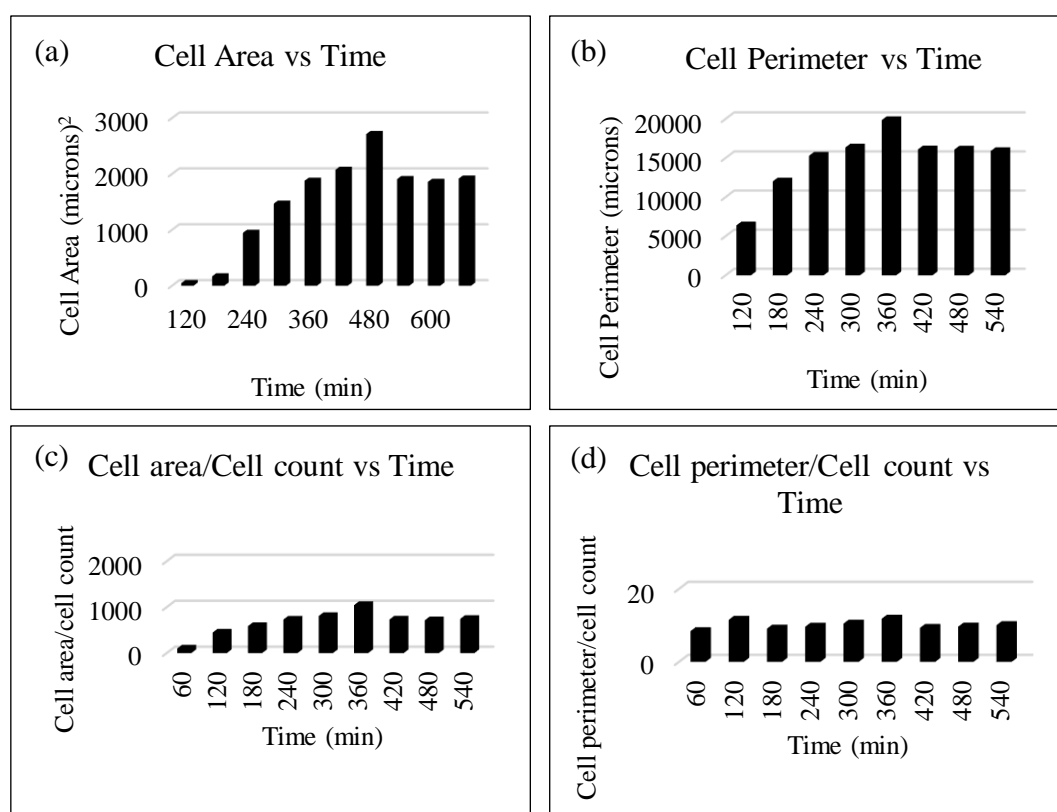 (a)
Cell Area vs Time
Cell Area (microrns)²
3000
2000
1000
0
120 240 360 480 600
Time (min)
(b)
Cell Perimeter vs Time
Cell Perimeter (microns)
20000
15000
10000
5000
0
120 180 240 300 360 420 480 540
Time (min)
(c)
Cell area/Cell count vs Time
Cell area/cell count
2000
1000
0
60 120 180 240 300 360 420 480 540
Time (min)
(d)
Cell perimeter/Cell count vs
Time
Cell perimeter/cell count
20
0
60 120 180 240 300 360 420 480 540
Time (min)